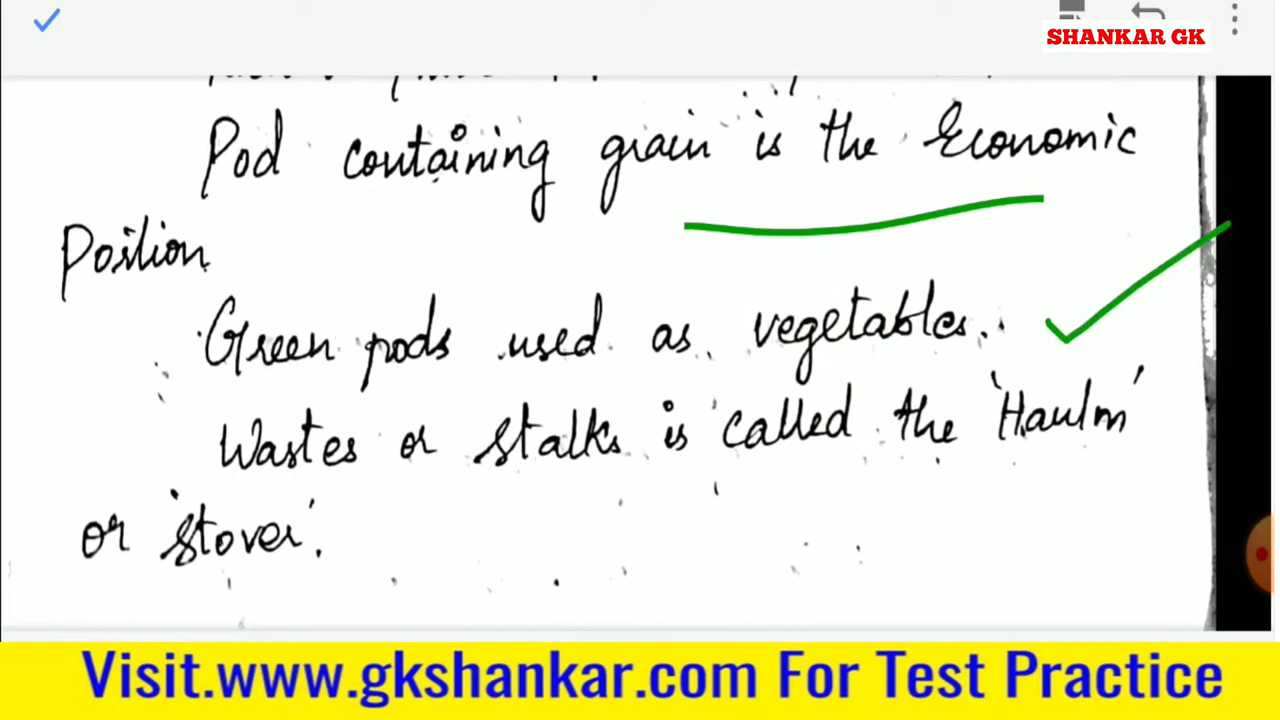 SHANKAR GK
Pod containing grain is the Economic
Position
Green pods used as vegetables.
Wastes or stalks is called the 'Haulm'
or 'stover'.
Visit.www.gkshankar.com For Test Practice